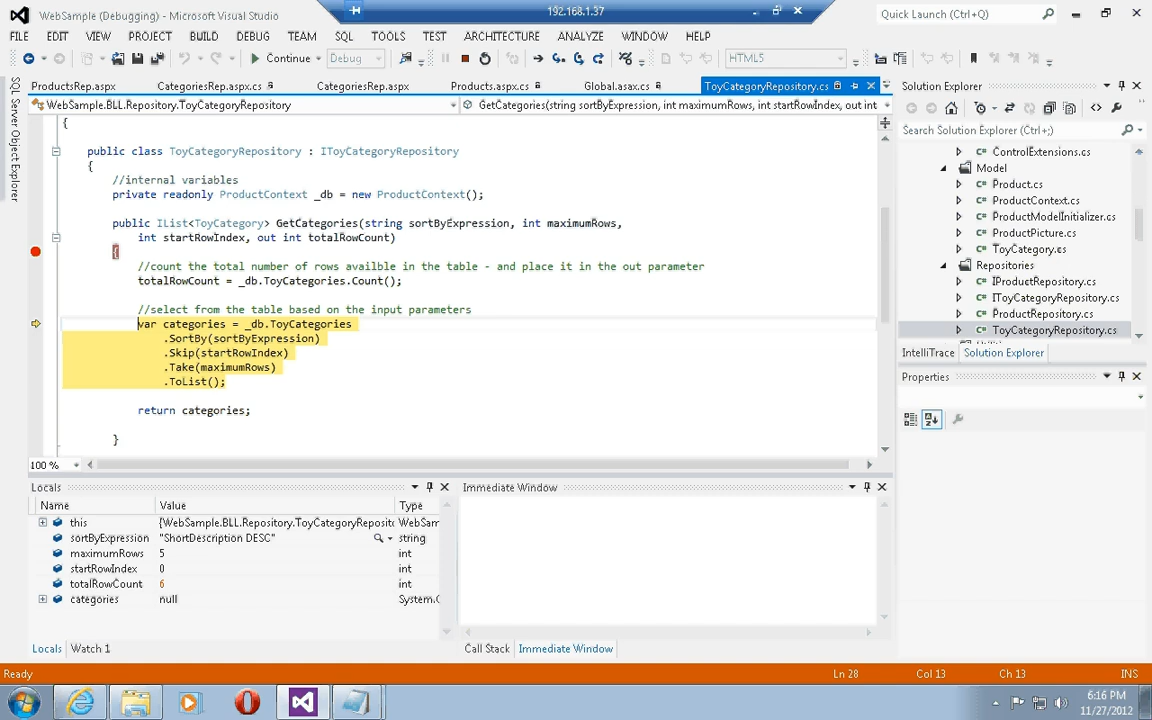 WebSample (Debugging) - Microsoft Visual Studio
192.168.1.37
Quick Launch (Ctrl+Q)
FILE EDIT VIEW PROJECT BUILD DEBUG TEAM SQL TOOLS TEST ARCHITECTURE ANALYZE WINDOW HELP
Continue Debug HTML5
SQL Server Object Explorer
ProductsRep.aspx CategoriesRep.aspx.cs CategoriesRep.aspx Products.aspx.cs Global.asax.cs ToyCategoryRepository.cs
WebSample.BLL.Repository.ToyCategoryRepository GetCategories(string sortByExpression, int maximumRows, int startRowIndex, out int
{
public class ToyCategoryRepository : IToyCategoryRepository
{
//internal variables
private readonly ProductContext _db = new ProductContext();
public IList<ToyCategory> GetCategories(string sortByExpression, int maximumRows,
int startRowIndex, out int totalRowCount)
{
//count the total number of rows availble in the table - and place it in the out parameter
totalRowCount = _db.ToyCategories.Count();
//select from the table based on the input parameters
var categories = _db.ToyCategories
.SortBy(sortByExpression)
.Skip(startRowIndex)
.Take(maximumRows)
.ToList();
return categories;
}
100 %
Solution Explorer
Search Solution Explorer (Ctrl+;)
ControlExtensions.cs
Model
Product.cs
ProductContext.cs
ProductModelInitializer.cs
ProductPicture.cs
ToyCategory.cs
Repositories
IProductRepository.cs
IToyCategoryRepository.cs
ProductRepository.cs
ToyCategoryRepository.cs
IntelliTrace Solution Explorer
Properties
Locals
Name Value Type
this {WebSample.BLL.Repository.ToyCategoryReposito WebSam
sortByExpression "ShortDescription DESC" string
maximumRows 5 int
startRowIndex 0 int
totalRowCount 6 int
categories null System.C
Locals Watch 1
Immediate Window
Call Stack Immediate Window
Ready Ln 28 Col 13 Ch 13 INS
6:16 PM
11/27/2012